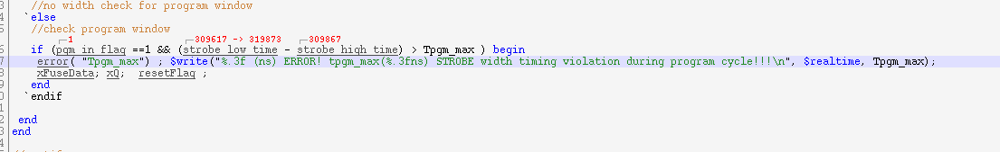 //no width check for program window
`else
//check program window
1 309617 -> 319873 309867
if (pgm_in_flag ==1 && (strobe_low_time - strobe_high_time) > Tpgm_max ) begin
error( "Tpgm_max") ; $write("%.3f (ns) ERROR! tpgm_max(%.3fns) STROBE width timing violation during program cycle!!!\n", $realtime, Tpgm_max);
xFuseData; xQ; resetFlag ;
end
`endif
end
end